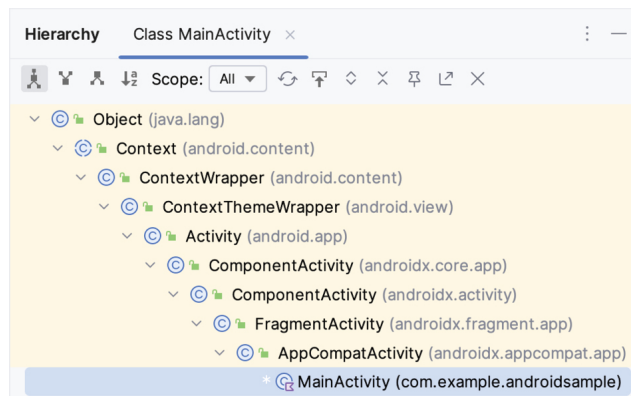 Hierarchy Class MainActivity
Scope: All
Object (java.lang)
Context (android.content)
ContextWrapper (android.content)
ContextThemeWrapper (android.view)
Activity (android.app)
ComponentActivity (androidx.core.app)
ComponentActivity (androidx.activity)
FragmentActivity (androidx.fragment.app)
AppCompatActivity (androidx.appcompat.app)
* MainActivity (com.example.androidsample)